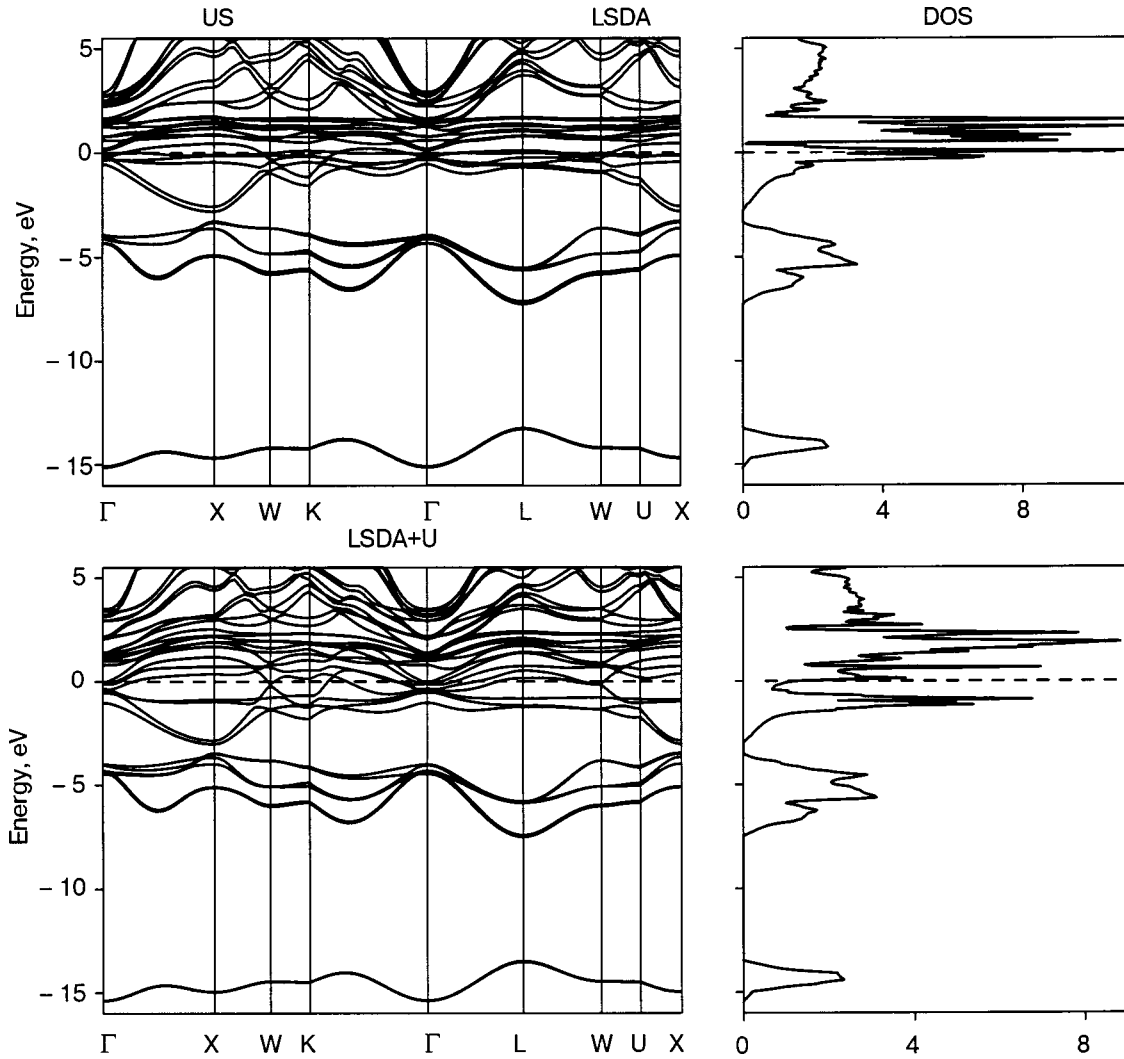 US LSDA DOS
5
0
– 5
– 10
– 15
Energy, eV
Γ X W K Γ L W U X
0 4 8
LSDA+U
5
0
– 5
– 10
– 15
Energy, eV
Γ X W K Γ L W U X
0 4 8